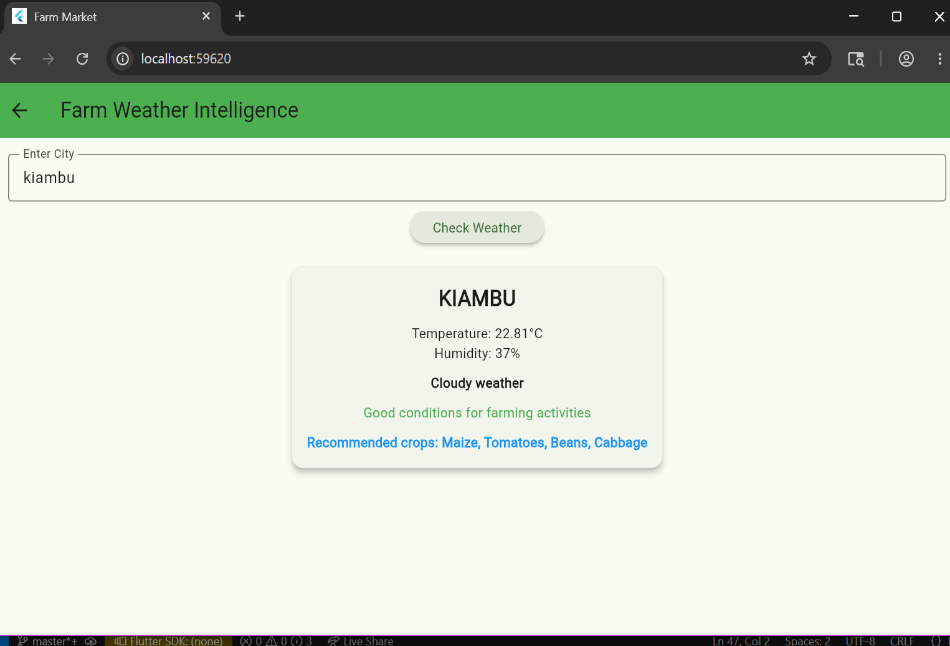 Farm Market
localhost:59620
Farm Weather Intelligence
Enter City
kiambu
Check Weather
KIAMBU
Temperature: 22.81°C
Humidity: 37%
Cloudy weather
Good conditions for farming activities
Recommended crops: Maize, Tomatoes, Beans, Cabbage
master*+ Flutter SDK: (none) 0 0 3 Live Share Ln 47, Col 2 Spaces: 2 UTF-8 CRLF {}